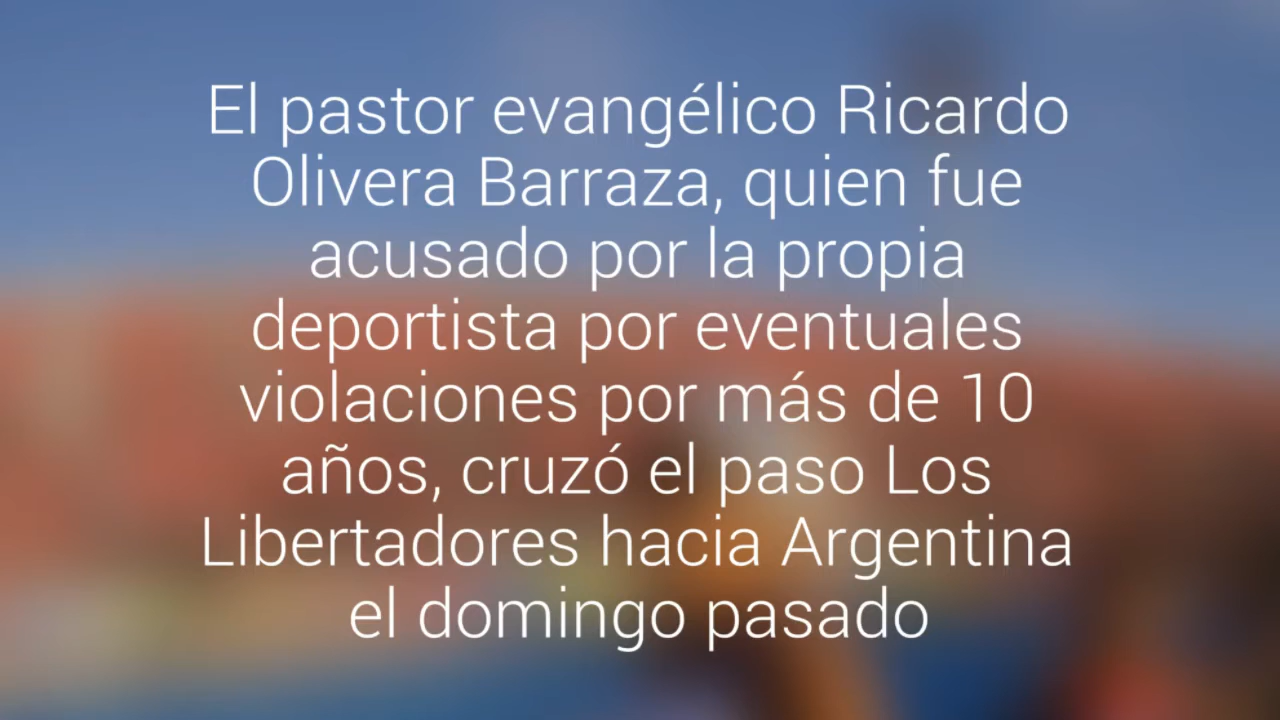 El pastor evangélico Ricardo
Olivera Barraza, quien fue
acusado por la propia
deportista por eventuales
violaciones por más de 10
años, cruzó el paso Los
Libertadores hacia Argentina
el domingo pasado